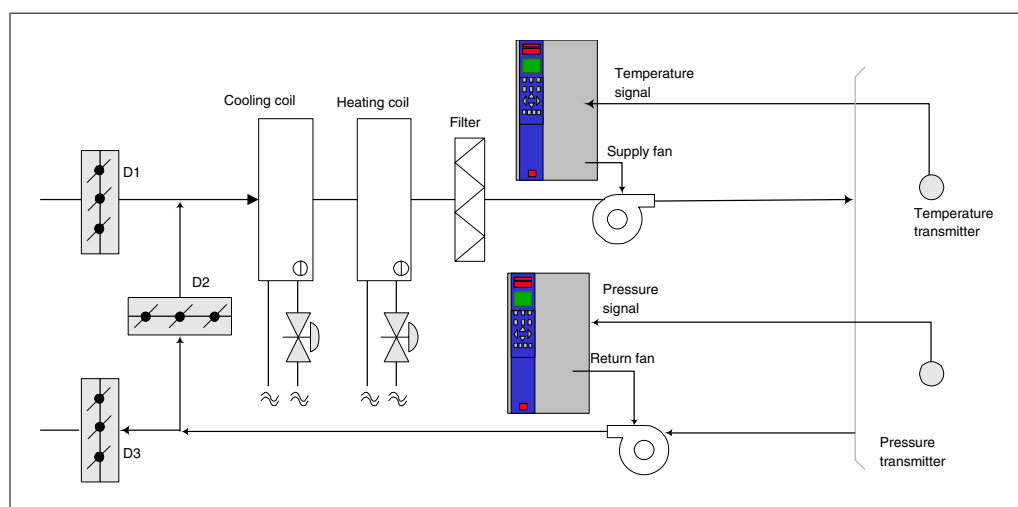 Cooling coil
Heating coil
Filter
Temperature
signal
Supply fan
D1
Temperature
transmitter
D2
Pressure
signal
Return fan
D3
Pressure
transmitter